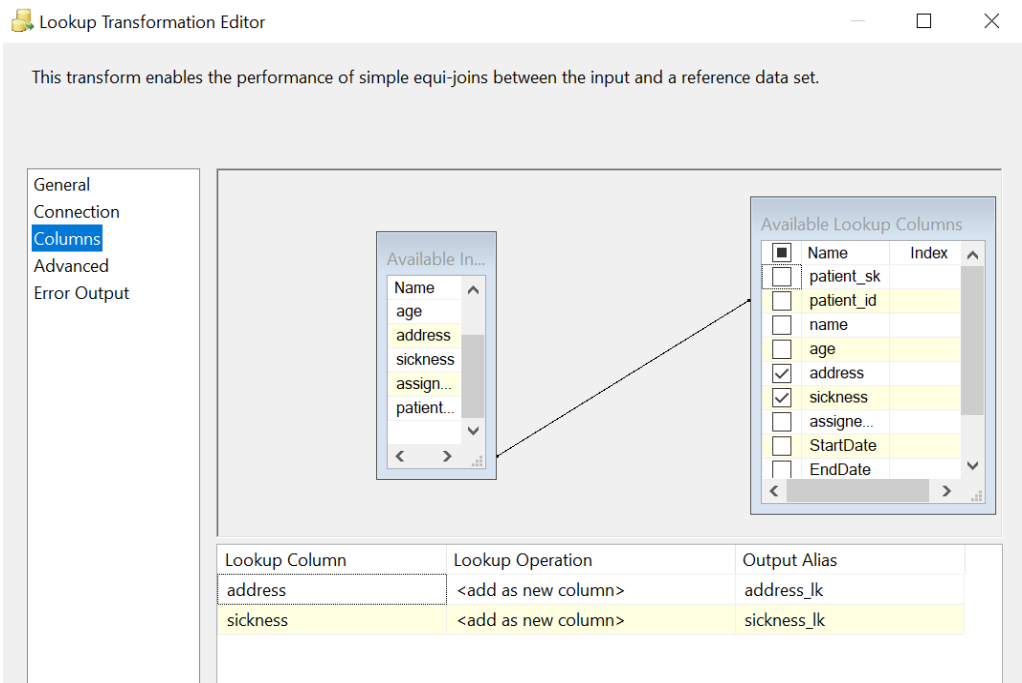 Lookup Transformation Editor
This transform enables the performance of simple equi-joins between the input and a reference data set.
General
Connection
Columns
Advanced
Error Output
Available In...
Name
age
address
sickness
assign...
patient...
Available Lookup Columns
Name Index
patient_sk
patient_id
name
age
address
sickness
assigne...
StartDate
EndDate
Lookup Column Lookup Operation Output Alias
address <add as new column> address_lk
sickness <add as new column> sickness_lk